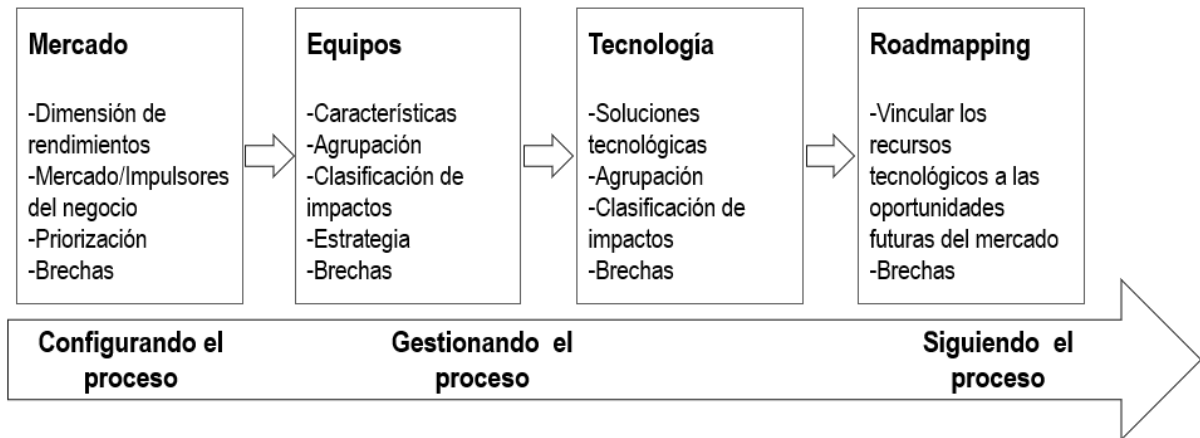 Mercado
-Dimensión de
rendimientos
-Mercado/Impulsores
del negocio
-Priorización
-Brechas
Equipos
-Características
-Agrupación
-Clasificación de
impactos
-Estrategia
-Brechas
Tecnología
-Soluciones
tecnológicas
-Agrupación
-Clasificación de
impactos
-Brechas
Roadmapping
-Vincular los
recursos
tecnológicos a las
oportunidades
futuras del mercado
-Brechas
Configurando el
proceso
Gestionando el
proceso
Siguiendo el
proceso